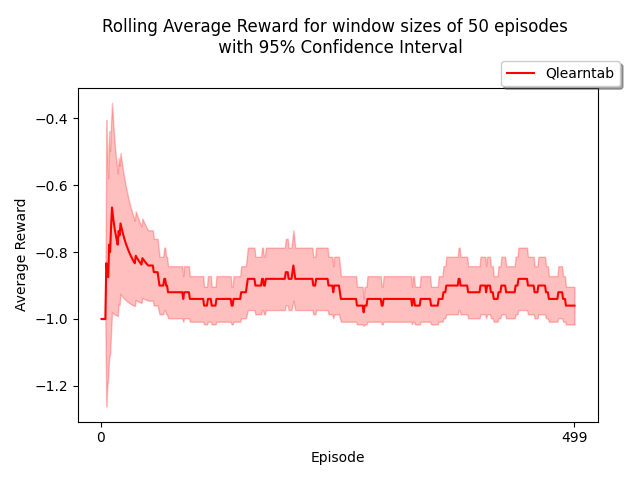 Rolling Average Reward for window sizes of 50 episodes
with 95% Confidence Interval
Qlearntab
Average Reward
−0.4
−0.6
−0.8
−1.0
−1.2
0
499
Episode